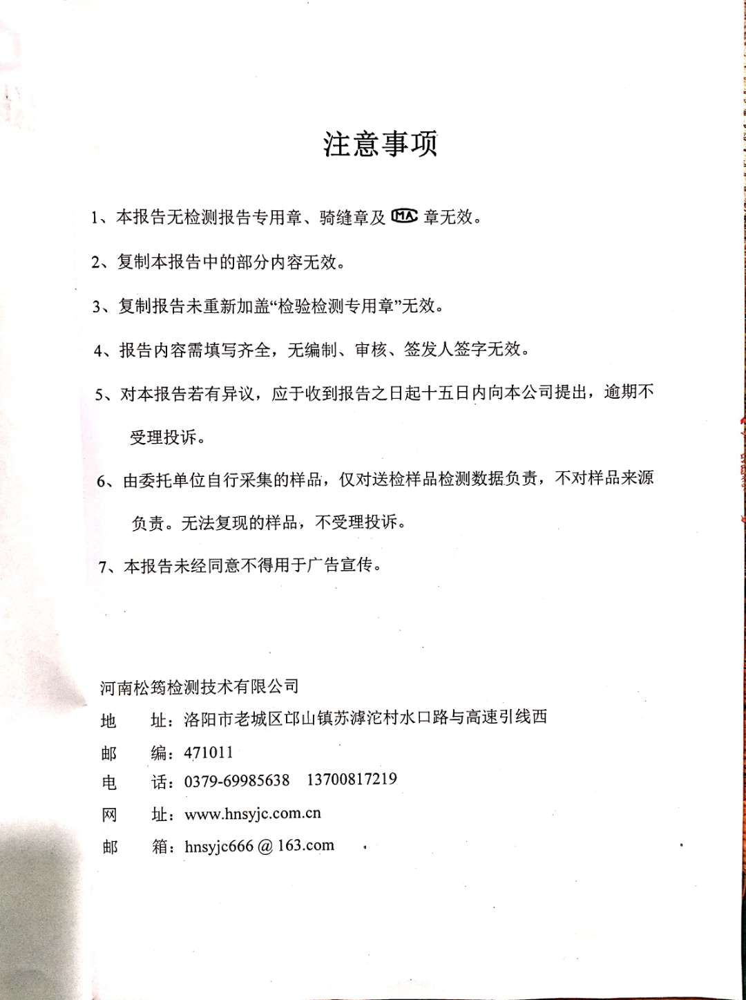 注意事项
1、本报告无检测报告专用章、骑缝章及 MA 章无效。
2、复制本报告中的部分内容无效。
3、复制报告未重新加盖“检验检测专用章”无效。
4、报告内容需填写齐全，无编制、审核、签发人签字无效。
5、对本报告若有异议，应于收到报告之日起十五日内向本公司提出，逾期不
受理投诉。
6、由委托单位自行采集的样品，仅对送检样品检测数据负责，不对样品来源
负责。无法复现的样品，不受理投诉。
7、本报告未经同意不得用于广告宣传。
河南松筠检测技术有限公司
地 址：洛阳市老城区邙山镇苏滹沱村水口路与高速引线西
邮 编：471011
电 话：0379-69985638 13700817219
网 址：www.hnsyjc.com.cn
邮 箱：hnsyjc666@163.com